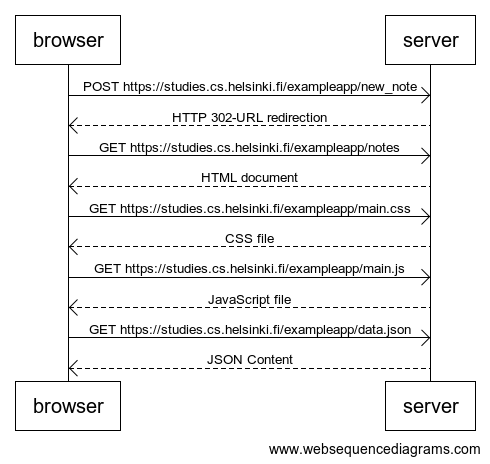 browser server
POST https://studies.cs.helsinki.fi/exampleapp/new_note
HTTP 302-URL redirection
GET https://studies.cs.helsinki.fi/exampleapp/notes
HTML document
GET https://studies.cs.helsinki.fi/exampleapp/main.css
CSS file
GET https://studies.cs.helsinki.fi/exampleapp/main.js
JavaScript file
GET https://studies.cs.helsinki.fi/exampleapp/data.json
JSON Content
browser server
www.websequencediagrams.com